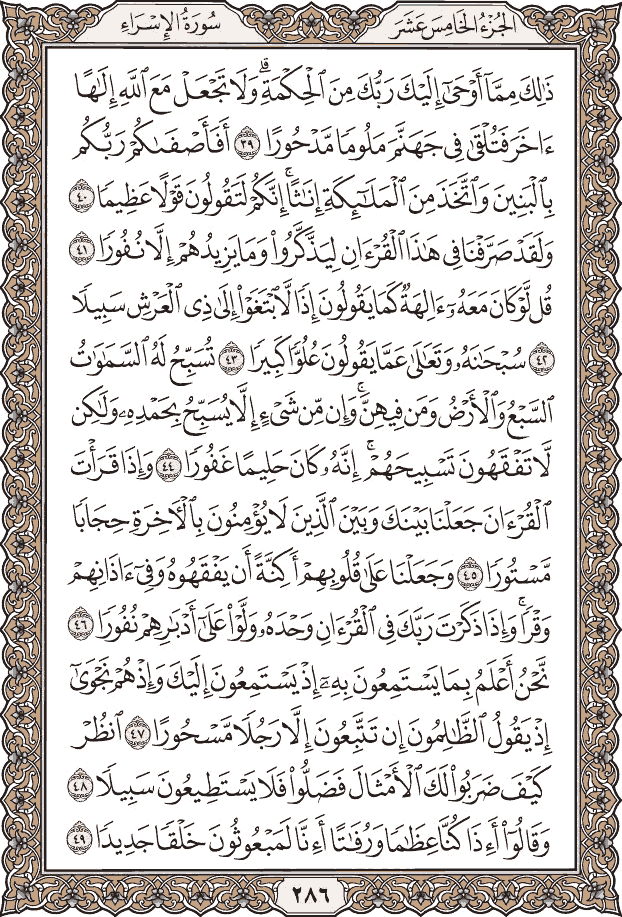 الجُزْءُ الخَامِسَ عَشَرَ
سُورَةُ الإِسْرَاءِ
ذَٰلِكَ مِمَّآ أَوْحَىٰٓ إِلَيْكَ رَبُّكَ مِنَ ٱلْحِكْمَةِۗ وَلَا تَجْعَلْ مَعَ ٱللَّهِ إِلَٰهًا
ءَاخَرَ فَتُلْقَىٰ فِي جَهَنَّمَ مَلُومًا مَّدْحُورًا ٣٩ أَفَأَصْفَىٰكُمْ رَبُّكُم
بِٱلْبَنِينَ وَٱتَّخَذَ مِنَ ٱلْمَلَٰٓئِكَةِ إِنَٰثًاۚ إِنَّكُمْ لَتَقُولُونَ قَوْلًا عَظِيمًا ٤٠
وَلَقَدْ صَرَّفْنَا فِي هَٰذَا ٱلْقُرْءَانِ لِيَذَّكَّرُوا۟ وَمَا يَزِيدُهُمْ إِلَّا نُفُورًا ٤١
قُل لَّوْ كَانَ مَعَهُۥٓ ءَالِهَةٌ كَمَا يَقُولُونَ إِذًا لَّٱبْتَغَوْا۟ إِلَىٰ ذِي ٱلْعَرْشِ سَبِيلًا
٤٢ سُبْحَٰنَهُۥ وَتَعَٰلَىٰ عَمَّا يَقُولُونَ عُلُوًّا كَبِيرًا ٤٣ تُسَبِّحُ لَهُ ٱلسَّمَٰوَٰتُ
ٱلسَّبْعُ وَٱلْأَرْضُ وَمَن فِيهِنَّۚ وَإِن مِّن شَيْءٍ إِلَّا يُسَبِّحُ بِحَمْدِهِۦ وَلَٰكِن
لَّا تَفْقَهُونَ تَسْبِيحَهُمْۚ إِنَّهُۥ كَانَ حَلِيمًا غَفُورًا ٤٤ وَإِذَا قَرَأْتَ
ٱلْقُرْءَانَ جَعَلْنَا بَيْنَكَ وَبَيْنَ ٱلَّذِينَ لَا يُؤْمِنُونَ بِٱلْءَاخِرَةِ حِجَابًا
مَّسْتُورًا ٤٥ وَجَعَلْنَا عَلَىٰ قُلُوبِهِمْ أَكِنَّةً أَن يَفْقَهُوهُ وَفِيٓ ءَاذَانِهِمْ
وَقْرًاۚ وَإِذَا ذَكَرْتَ رَبَّكَ فِي ٱلْقُرْءَانِ وَحْدَهُۥ وَلَّوْا۟ عَلَىٰٓ أَدْبَٰرِهِمْ نُفُورًا ٤٦
نَّحْنُ أَعْلَمُ بِمَا يَسْتَمِعُونَ بِهِۦٓ إِذْ يَسْتَمِعُونَ إِلَيْكَ وَإِذْ هُمْ نَجْوَىٰٓ
إِذْ يَقُولُ ٱلظَّٰلِمُونَ إِن تَتَّبِعُونَ إِلَّا رَجُلًا مَّسْحُورًا ٤٧ ٱنظُرْ
كَيْفَ ضَرَبُوا۟ لَكَ ٱلْأَمْثَالَ فَضَلُّوا۟ فَلَا يَسْتَطِيعُونَ سَبِيلًا ٤٨
وَقَالُوٓا۟ أَءِذَا كُنَّا عِظَٰمًا وَرُفَٰتًا أَءِنَّا لَمَبْعُوثُونَ خَلْقًا جَدِيدًا ٤٩
٢٨٦